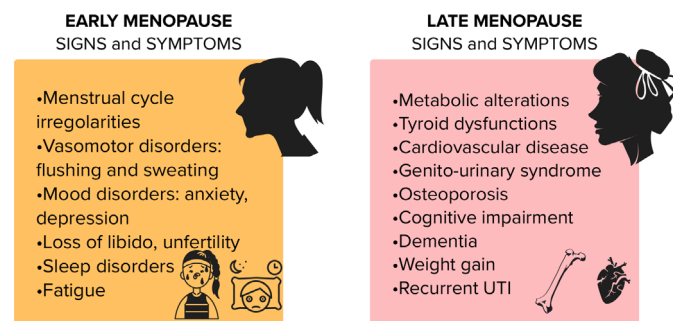 EARLY MENOPAUSE
SIGNS and SYMPTOMS
•Menstrual cycle
irregolarities
•Vasomotor disorders:
flushing and sweating
•Mood disorders: anxiety,
depression
•Loss of libido, unfertility
•Sleep disorders
•Fatigue
LATE MENOPAUSE
SIGNS and SYMPTOMS
•Metabolic alterations
•Tyroid dysfunctions
•Cardiovascular disease
•Genito-urinary syndrome
•Osteoporosis
•Cognitive impairment
•Dementia
•Weight gain
•Recurrent UTI